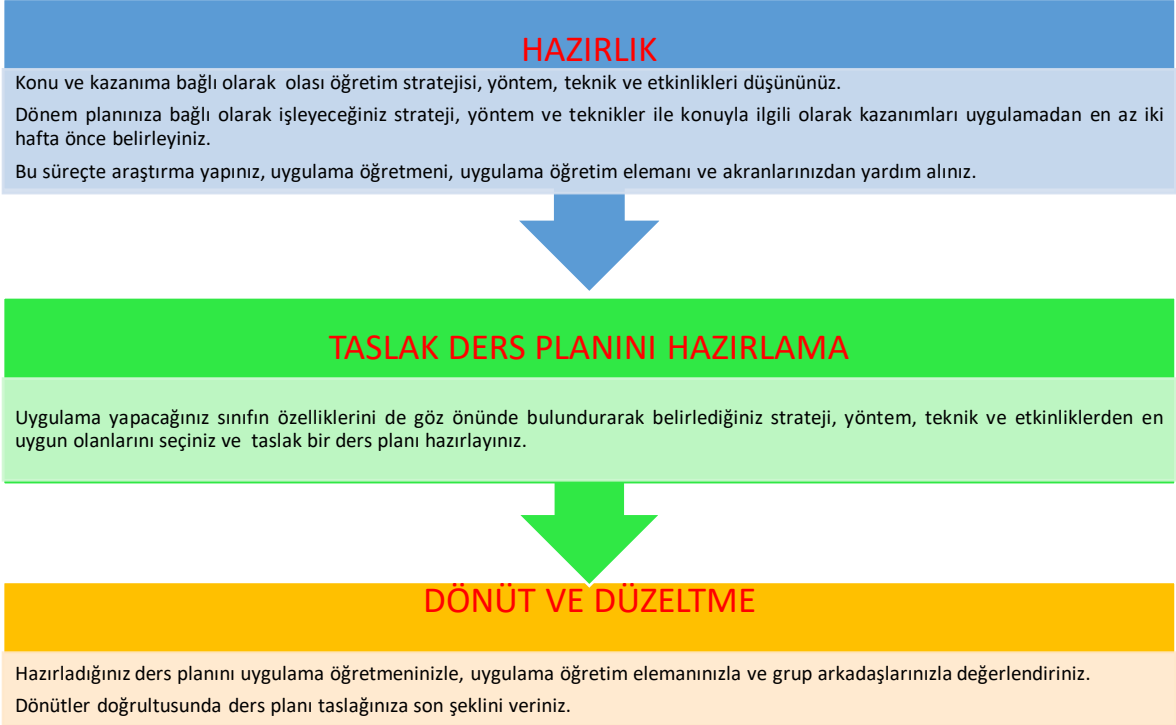 HAZIRLIK
Konu ve kazanıma bağlı olarak olası öğretim stratejisi, yöntem, teknik ve etkinlikleri düşününüz.
Dönem planınıza bağlı olarak işleyeceğiniz strateji, yöntem ve teknikler ile konuyla ilgili olarak kazanımları uygulamadan en az iki
hafta önce belirleyiniz.
Bu süreçte araştırma yapınız, uygulama öğretmeni, uygulama öğretim elemanı ve akranlarınızdan yardım alınız.
TASLAK DERS PLANINI HAZIRLAMA
Uygulama yapacağınız sınıfın özelliklerini de göz önünde bulundurarak belirlediğiniz strateji, yöntem, teknik ve etkinliklerden en
uygun olanlarını seçiniz ve taslak bir ders planı hazırlayınız.
DÖNÜT VE DÜZELTME
Hazırladığınız ders planını uygulama öğretmeninizle, uygulama öğretim elemanınızla ve grup arkadaşlarınızla değerlendiriniz.
Dönütler doğrultusunda ders planı taslağınıza son şeklini veriniz.